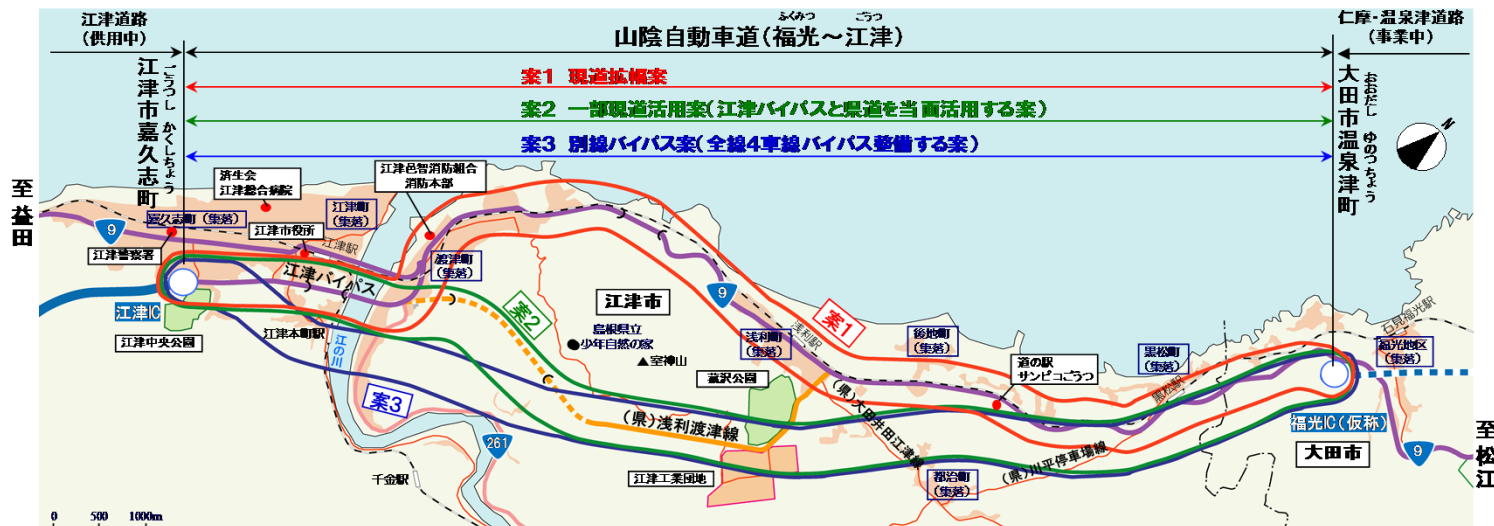 江津道路
(供用中)
ふくみつ ごうつ
山陰自動車道(福光～江津)
仁摩・温泉津道路
(事業中)
案1 現道拡幅案
案2 一部現道活用案(江津バイパスと県道を当面活用する案)
案3 別線バイパス案(全線4車線バイパス整備する案)
江津市嘉久志町
ごうつし かくしちょう
大田市温泉津町
おおだし ゆのつちょう
N
至益田
至松江
済生会
江津総合病院
江津邑智消防組合
消防本部
嘉久志町(集落)
江津町
(集落)
江津市役所
江津駅
9
江津警察署
江津バイパス
渡津町
(集落)
江津IC
江津中央公園
江津本町駅
江の川
案2
江津市
島根県立
少年自然の家
室神山
9
浅利町
(集落)
浅利駅
案1
後地町
(集落)
道の駅
サンピコごうつ
黒松町
(集落)
黒松駅
石見福光駅
福光地区
(集落)
菰沢公園
案3
(県)浅利渡津線
(県)大田井田江津線
(県)川平停車場線
福光IC(仮称)
大田市
9
261
江津工業団地
都治町
(集落)
千金駅
0 500 1000m